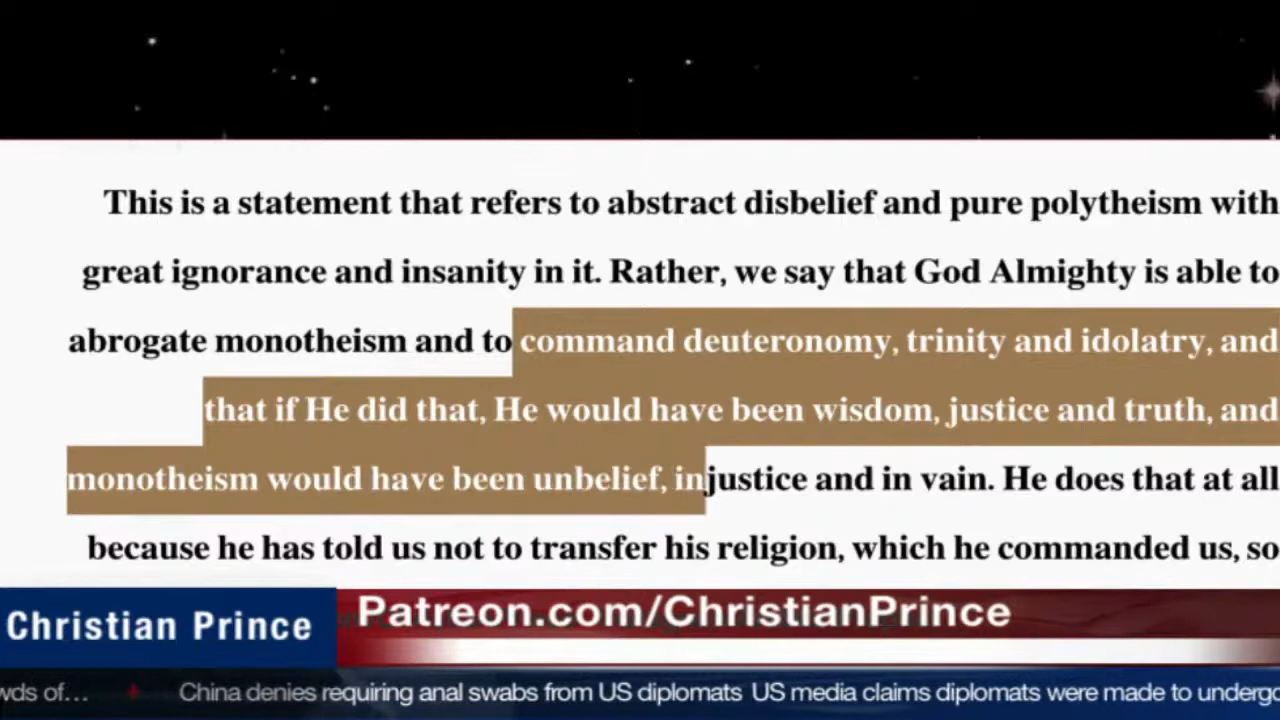 This is a statement that refers to abstract disbelief and pure polytheism with
great ignorance and insanity in it. Rather, we say that God Almighty is able to
abrogate monotheism and to command deuteronomy, trinity and idolatry, and
that if He did that, He would have been wisdom, justice and truth, and
monotheism would have been unbelief, injustice and in vain. He does that at all
because he has told us not to transfer his religion, which he commanded us, so
Christian Prince
Patreon.com/ChristianPrince
wds of… China denies requiring anal swabs from US diplomats US media claims diplomats were made to undergo